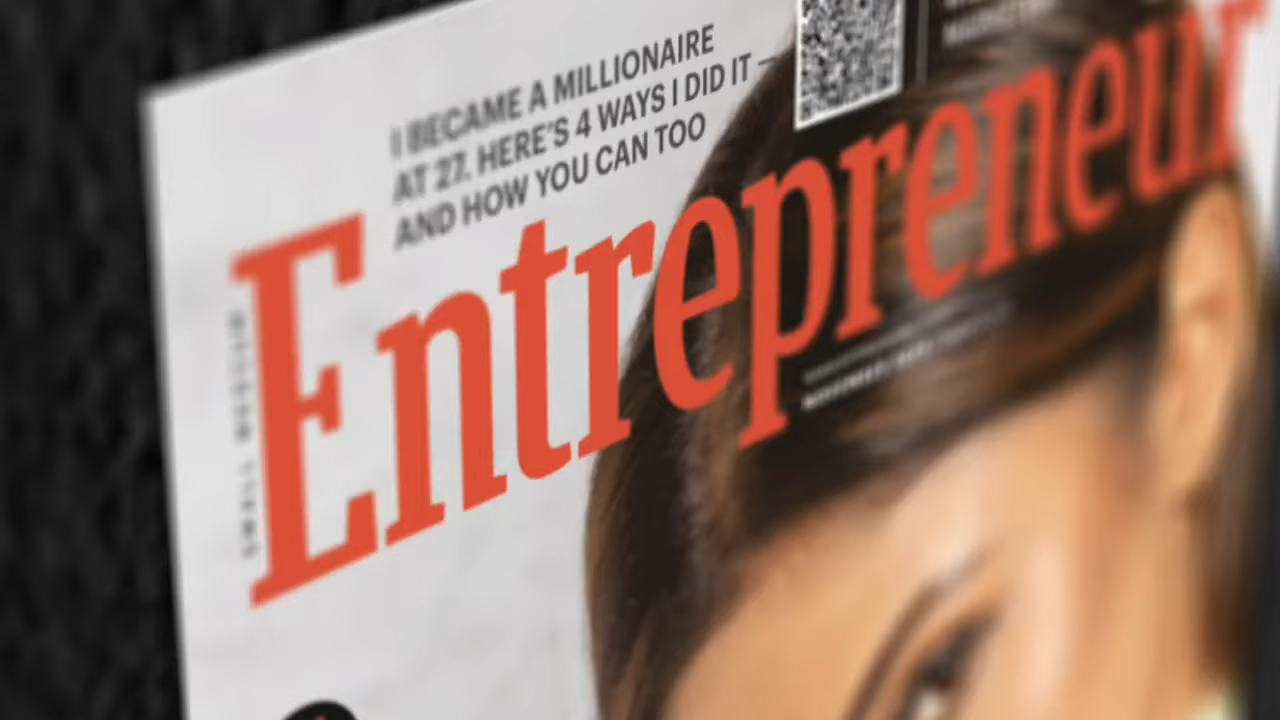 I BECAME A MILLIONAIRE
AT 27. HERE'S 4 WAYS I DID IT —
AND HOW YOU CAN TOO
Entrepreneur